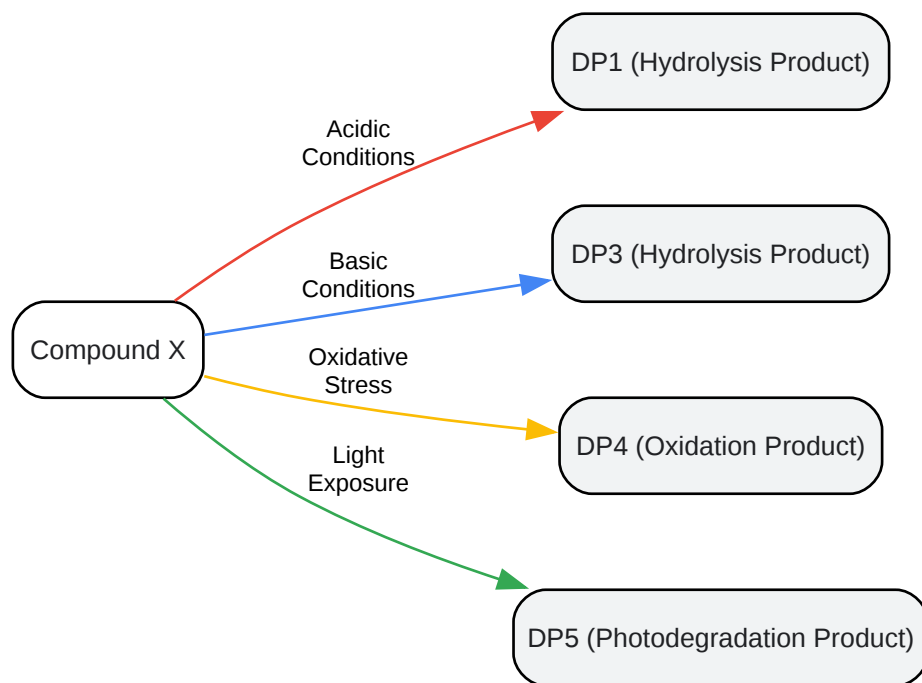 DP1 (Hydrolysis Product)
Acidic
Conditions
DP3 (Hydrolysis Product)
Basic
Conditions
Compound X
Oxidative
Stress
DP4 (Oxidation Product)
Light
Exposure
DP5 (Photodegradation Product)